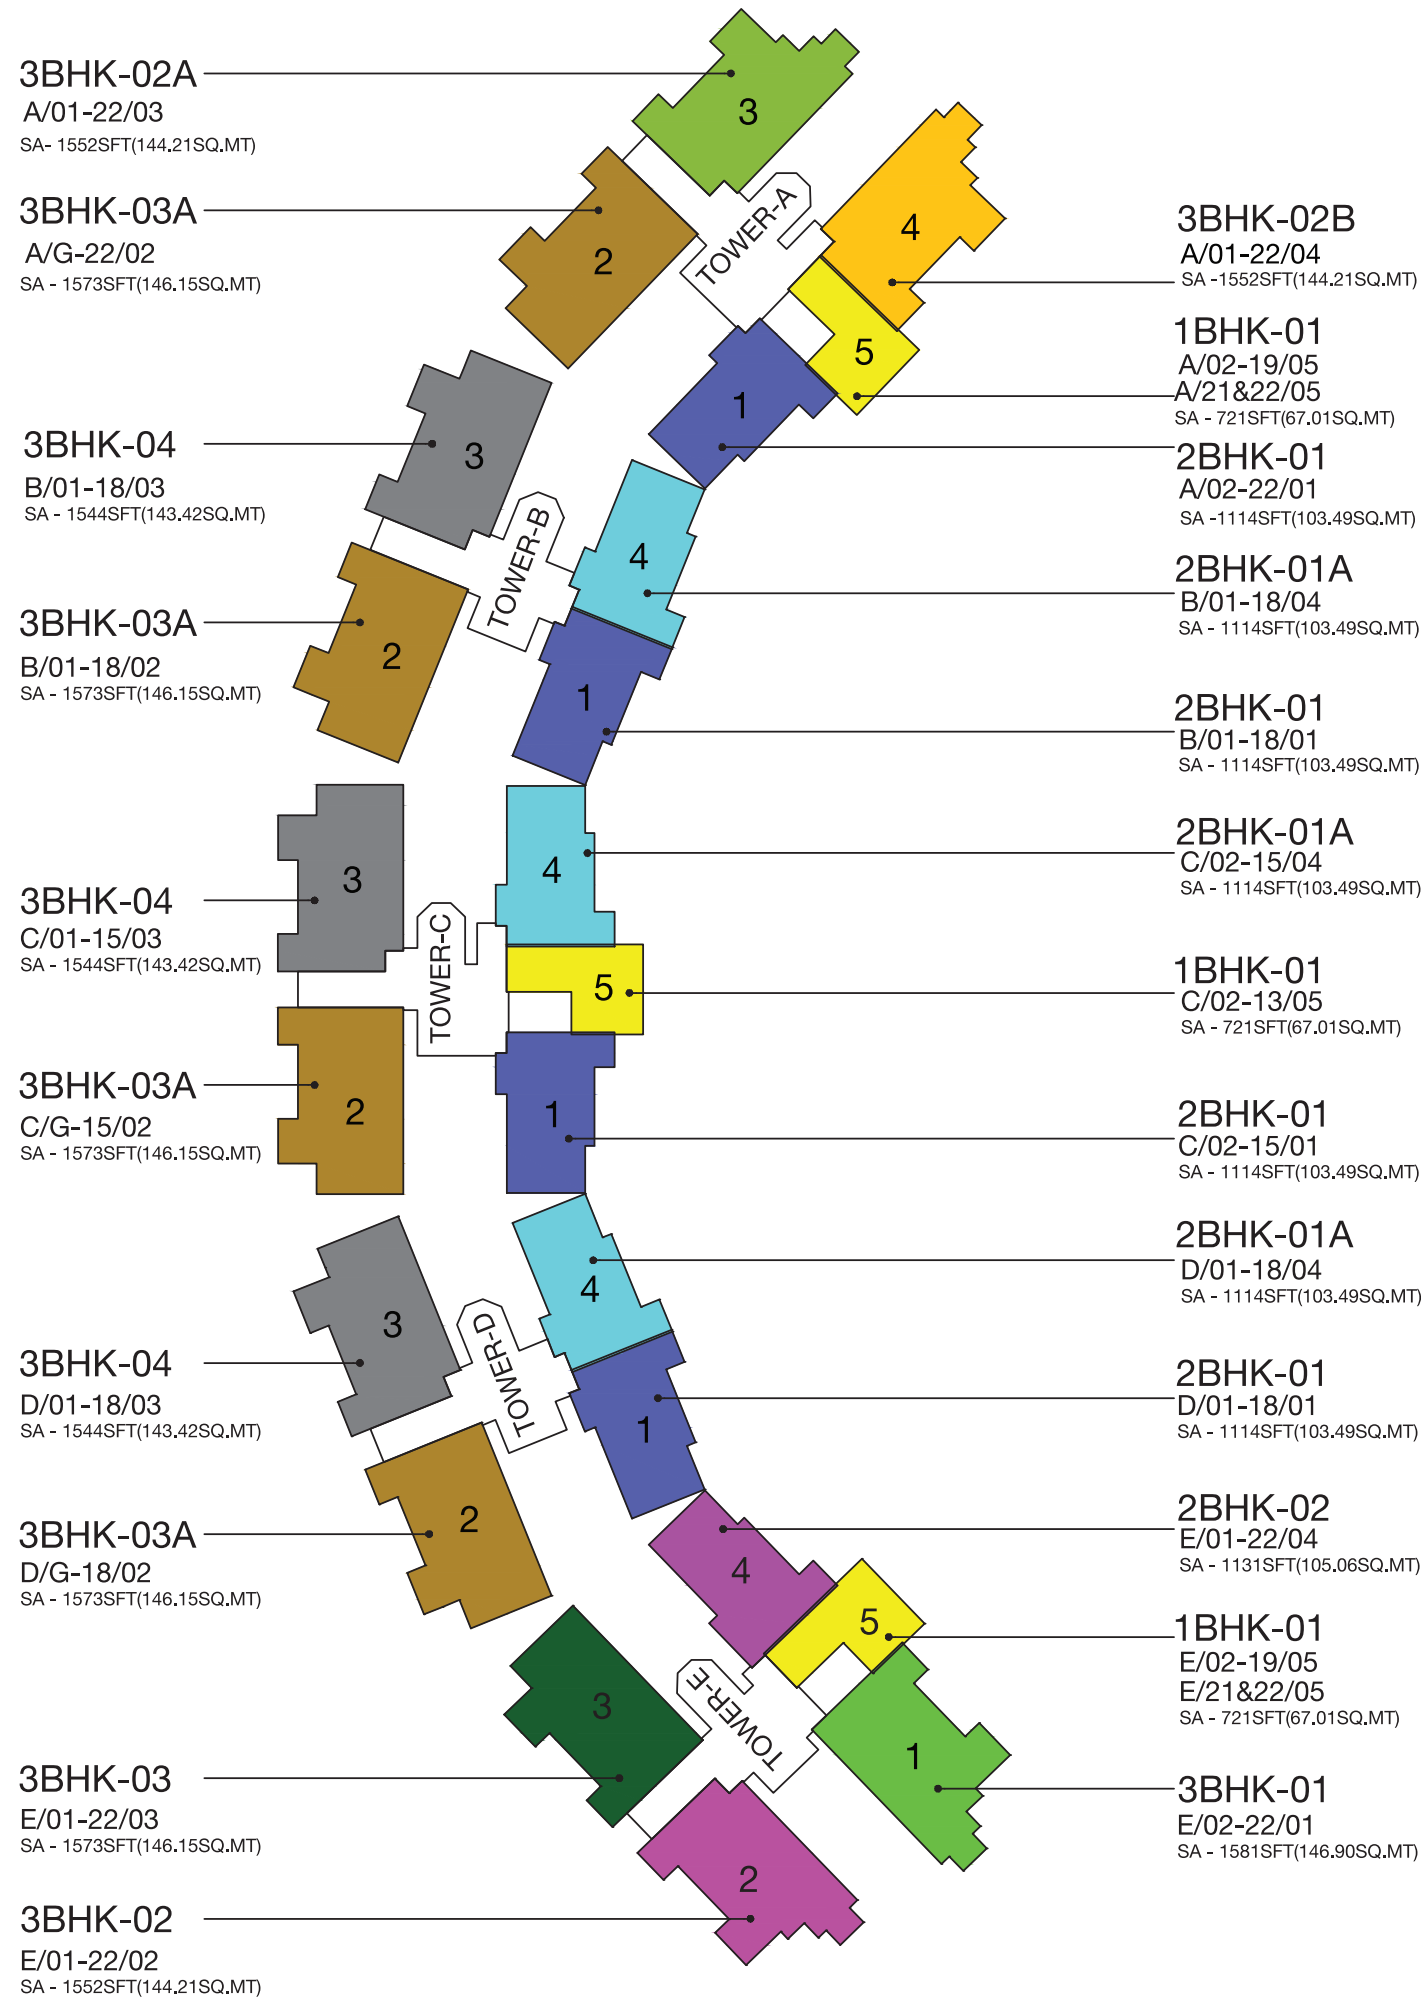 3BHK-02A
A/01-22/03
SA- 1552SFT(144.21SQ.MT)
3BHK-03A
A/G-22/02
SA - 1573SFT(146.15SQ.MT)
3BHK-04
B/01-18/03
SA - 1544SFT(143.42SQ.MT)
3BHK-03A
B/01-18/02
SA - 1573SFT(146.15SQ.MT)
3BHK-04
C/01-15/03
SA - 1544SFT(143.42SQ.MT)
3BHK-03A
C/G-15/02
SA - 1573SFT(146.15SQ.MT)
3BHK-04
D/01-18/03
SA - 1544SFT(143.42SQ.MT)
3BHK-03A
D/G-18/02
SA - 1573SFT(146.15SQ.MT)
3BHK-03
E/01-22/03
SA - 1573SFT(146.15SQ.MT)
3BHK-02
E/01-22/02
SA - 1552SFT(144.21SQ.MT)
3
2
TOWER-A
4
5
1
3
2
TOWER-B
4
1
3
2
TOWER-C
4
5
1
3
2
TOWER-D
4
1
3
2
TOWER-E
4
5
1
3BHK-02B
A/01-22/04
SA -1552SFT(144.21SQ.MT)
1BHK-01
A/02-19/05
A/21&22/05
SA - 721SFT(67.01SQ.MT)
2BHK-01
A/02-22/01
SA -1114SFT(103.49SQ.MT)
2BHK-01A
B/01-18/04
SA - 1114SFT(103.49SQ.MT)
2BHK-01
B/01-18/01
SA - 1114SFT(103.49SQ.MT)
2BHK-01A
C/02-15/04
SA - 1114SFT(103.49SQ.MT)
1BHK-01
C/02-13/05
SA - 721SFT(67.01SQ.MT)
2BHK-01
C/02-15/01
SA - 1114SFT(103.49SQ.MT)
2BHK-01A
D/01-18/04
SA - 1114SFT(103.49SQ.MT)
2BHK-01
D/01-18/01
SA - 1114SFT(103.49SQ.MT)
2BHK-02
E/01-22/04
SA - 1131SFT(105.06SQ.MT)
1BHK-01
E/02-19/05
E/21&22/05
SA - 721SFT(67.01SQ.MT)
3BHK-01
E/02-22/01
SA - 1581SFT(146.90SQ.MT)